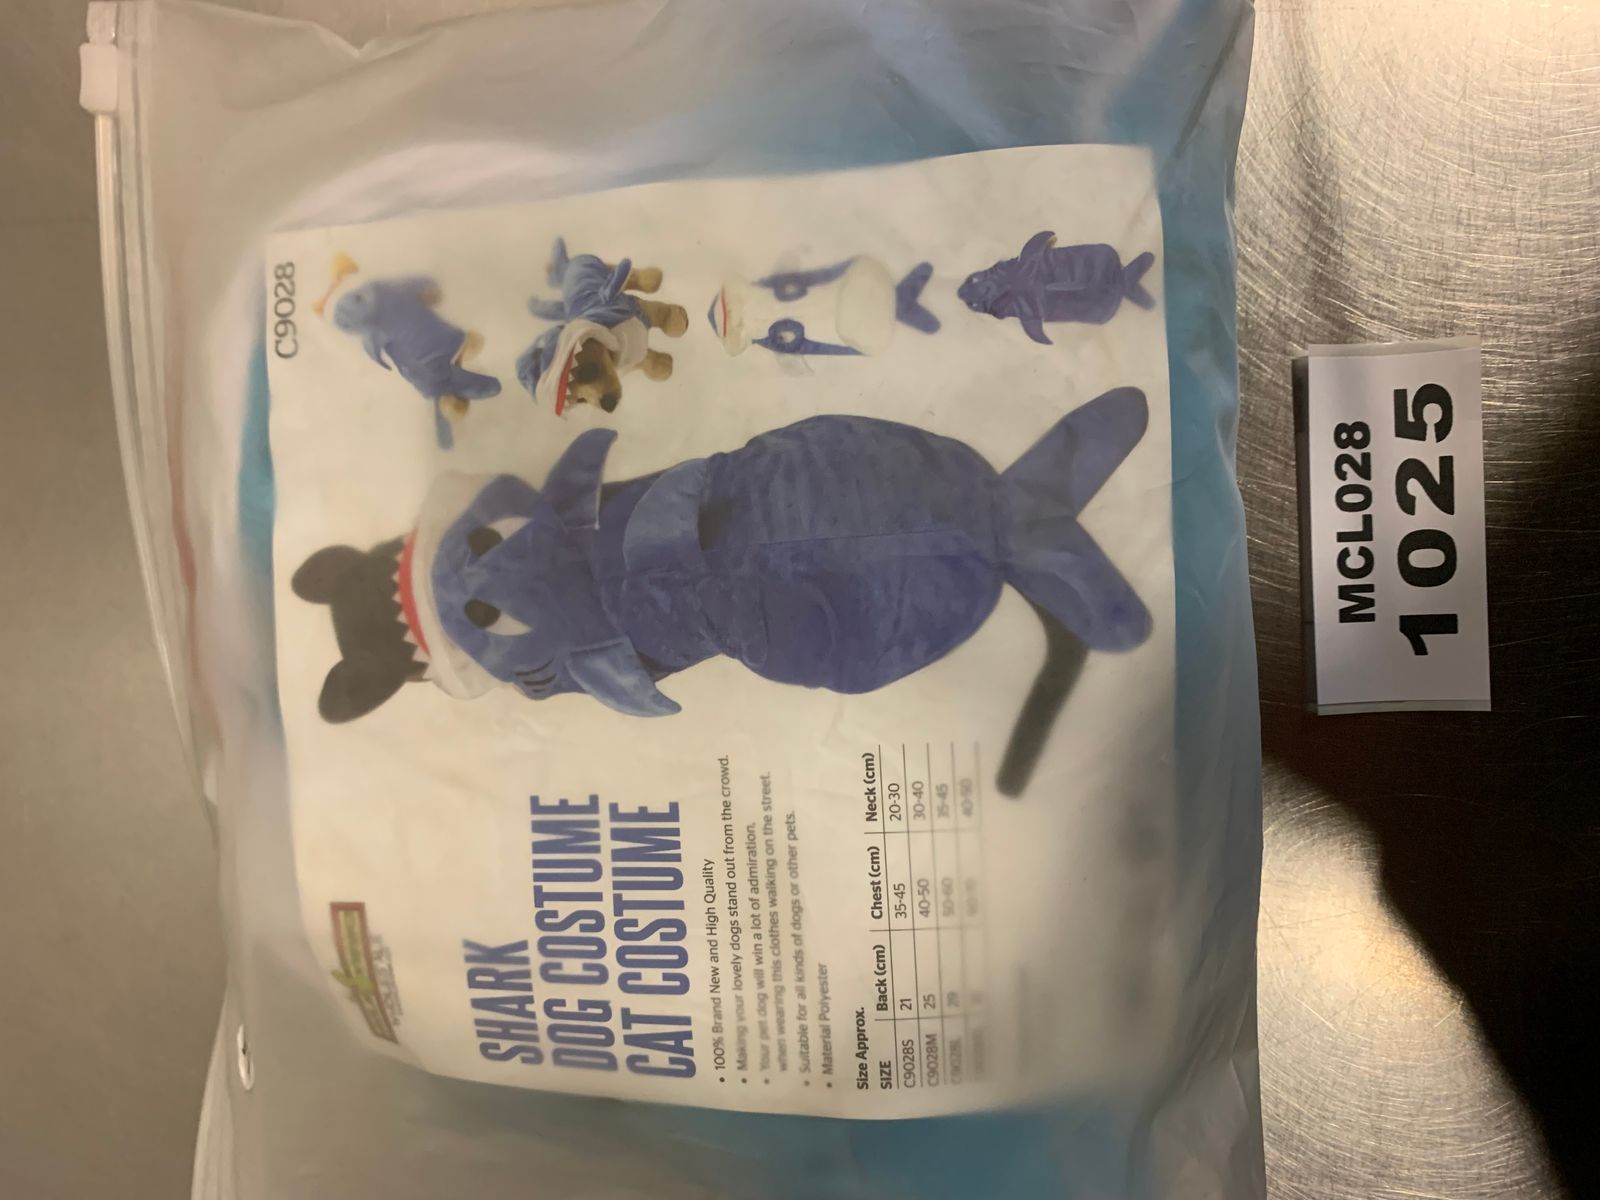 C9028
SHARK
DOG COSTUME
CAT COSTUME
• 100% Brand New and High Quality
• Making your lovely dogs stand out from the crowd.
• Your pet dog will win a lot of admiration,
when wearing this clothes walking on the street.
• Suitable for all kinds of dogs or other pets.
• Material Polyester
Size Approx.
SIZE Back (cm) Chest (cm) Neck (cm)
C9028S 21 35-45 20-30
C9028M 25 40-50 30-40
C9028L 29 50-60 35-45
40-50
MCL028
1025